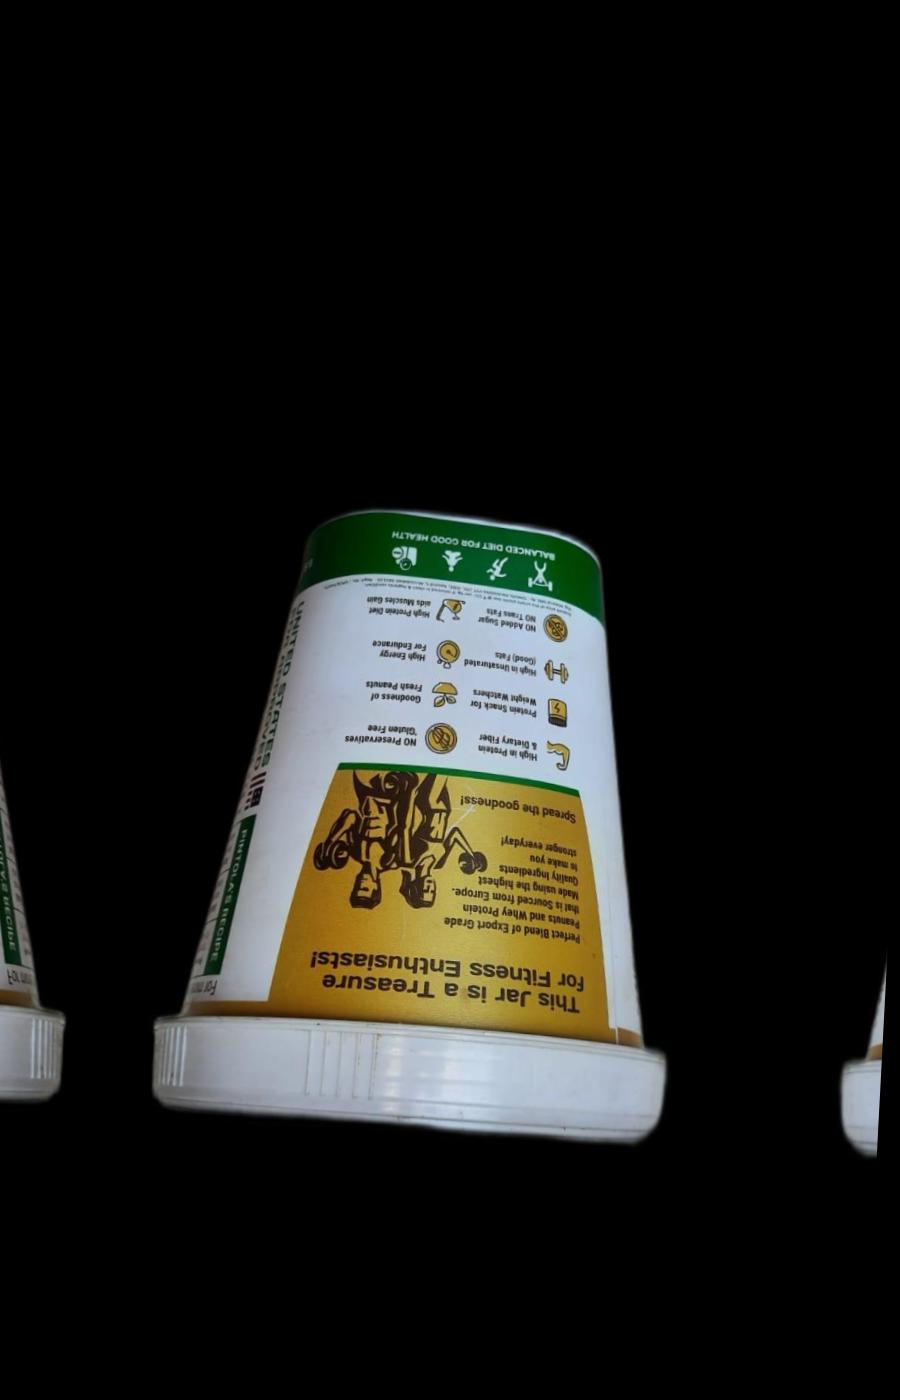 This Jar is a Treasure
for Fitness Enthusiasts!
Perfect Blend of Export Grade
Peanuts and Whey Protein
that is Sourced from Europe.
Made using the highest
Quality Ingredients
to make you
stronger everyday!
Spread the goodness!
High in Protein
& Dietary Fiber
NO Preservatives
Gluten Free
Protein Snack for
Weight Watchers
Goodness of
Fresh Peanuts
High in Unsaturated
(Good) Fats
High Energy
For Endurance
NO Added Sugar
NO Trans Fats
High Protein Diet
aids Muscles Gain
BALANCED DIET FOR GOOD HEALTH
For
PINTOLA'S RECIPE
UNITED STATES
RECIPE